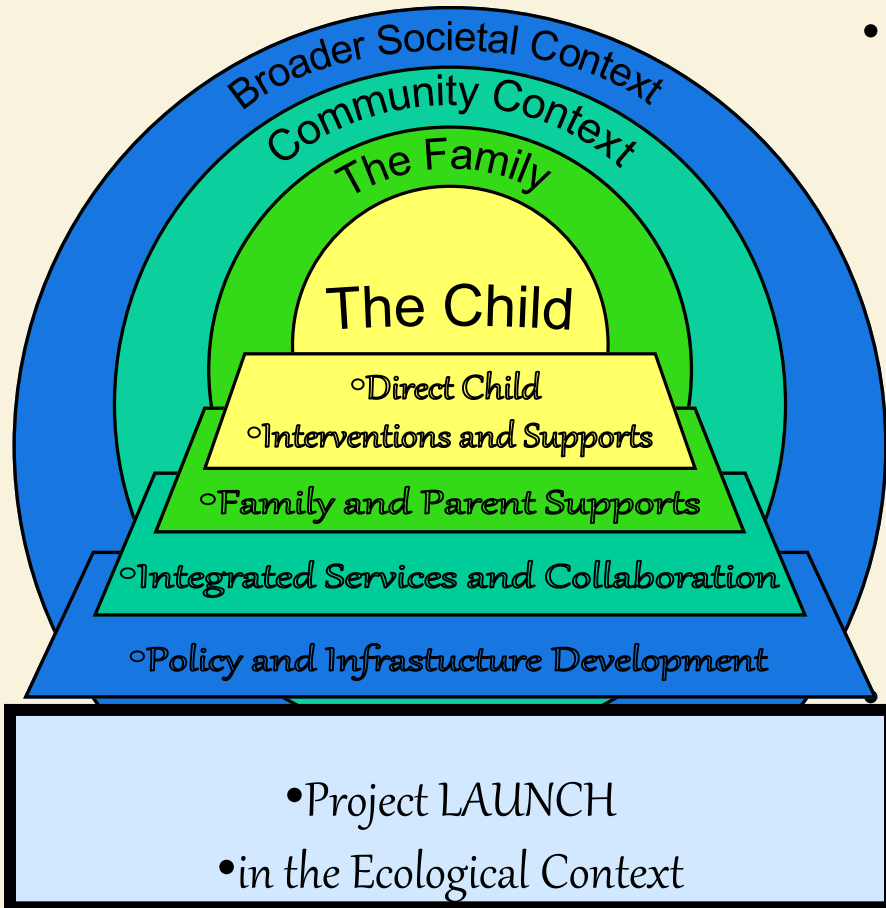 Broader Societal Context
Community Context
The Family
The Child
◦Direct Child
◦Interventions and Supports
◦Family and Parent Supports
◦Integrated Services and Collaboration
◦Policy and Infrastucture Development
•Project LAUNCH
•in the Ecological Context